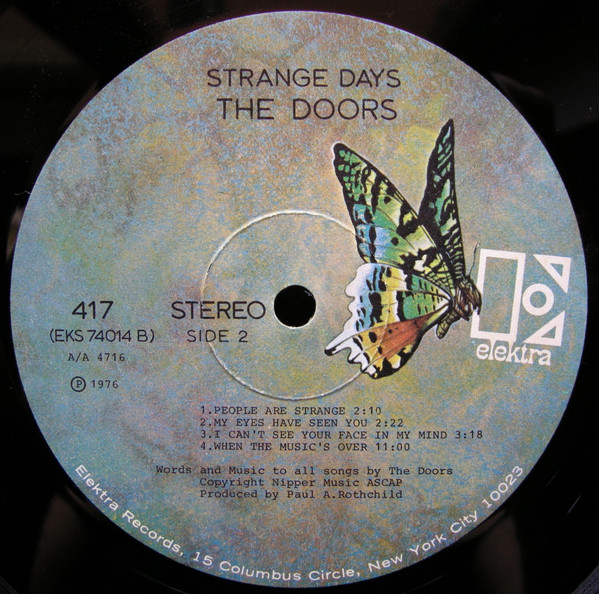 STRANGE DAYS
THE DOORS
417 STEREO
(EKS 74014 B) SIDE 2
A/A 4716
Ⓟ 1976
elektra
1.PEOPLE ARE STRANGE 2:10
2.MY EYES HAVE SEEN YOU 2:22
3.I CAN'T SEE YOUR FACE IN MY MIND 3:18
4.WHEN THE MUSIC'S OVER 11:00
Words and Music to all songs by The Doors
Copyright Nipper Music ASCAP
Produced by Paul A.Rothchild
Elektra Records, 15 Columbus Circle, New York City 10023